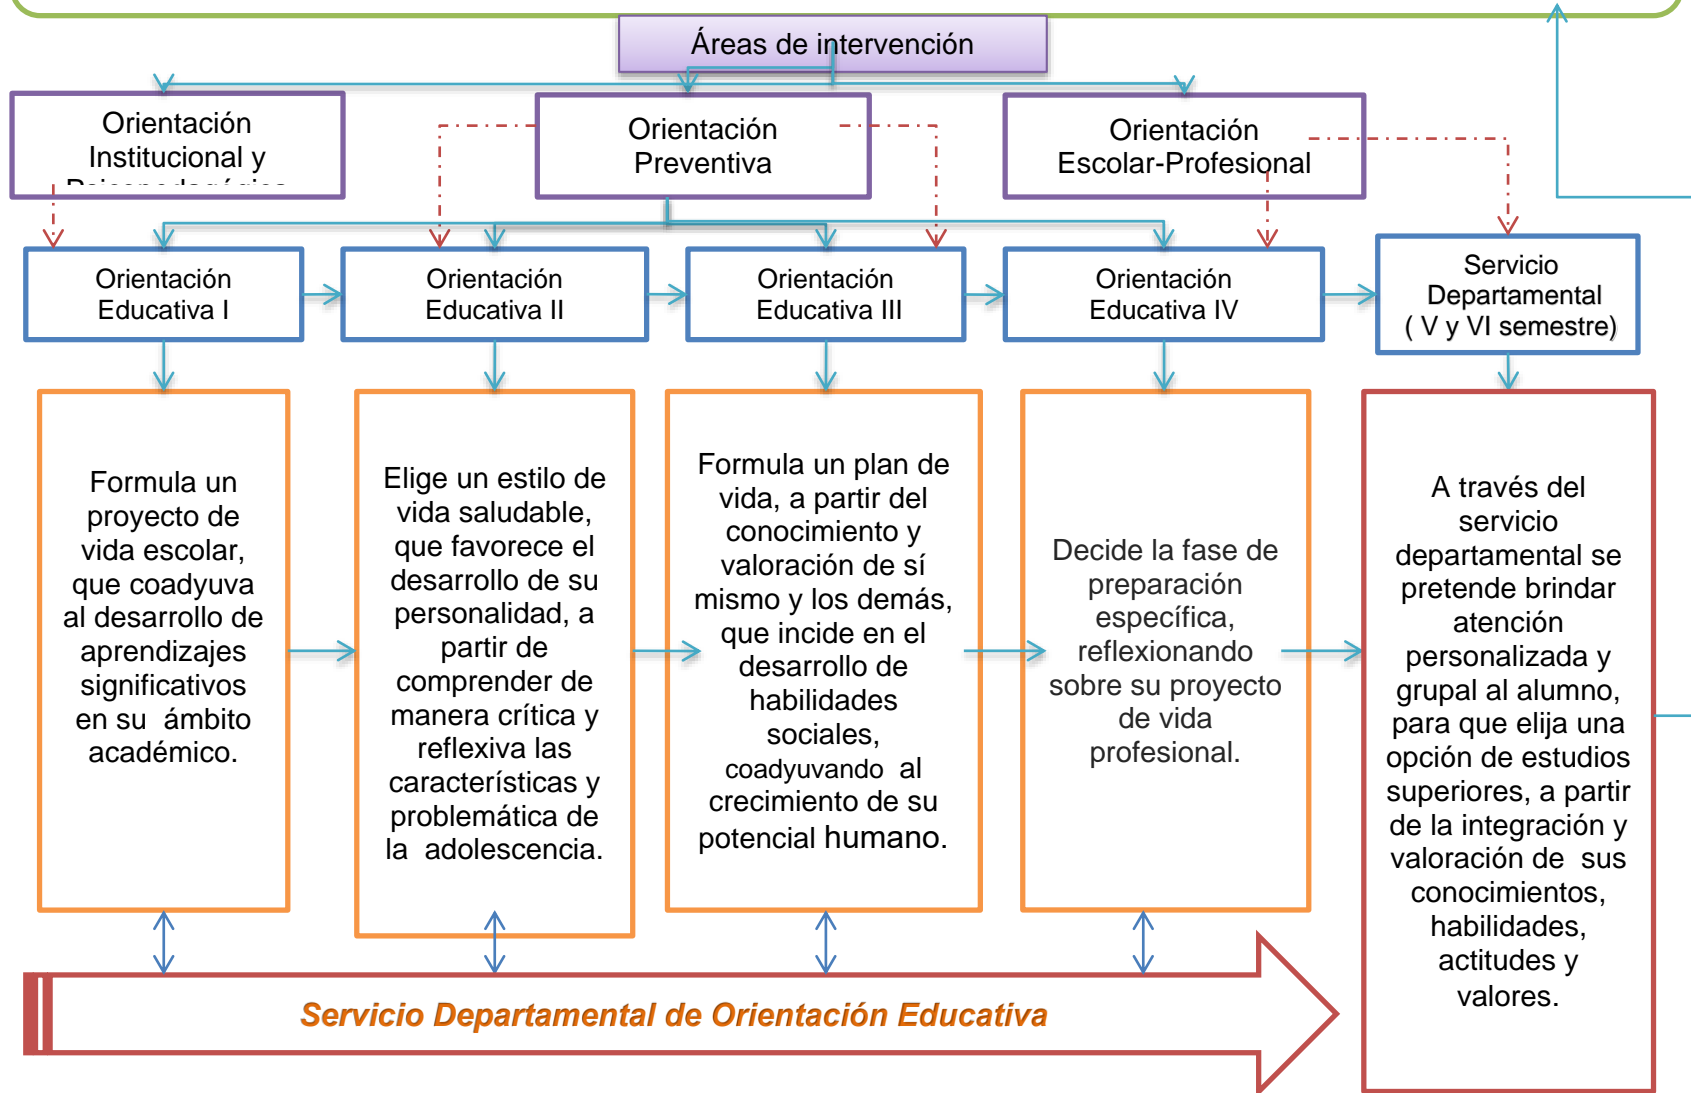 Áreas de intervención
Orientación
Institucional y
Orientación
Preventiva
Orientación
Escolar-Profesional
Orientación
Educativa I
Orientación
Educativa II
Orientación
Educativa III
Orientación
Educativa IV
Servicio
Departamental
( V y VI semestre)
Formula un
proyecto de
vida escolar,
que coadyuva
al desarrollo de
aprendizajes
significativos
en su ámbito
académico.
Elige un estilo de
vida saludable,
que favorece el
desarrollo de su
personalidad, a
partir de
comprender de
manera crítica y
reflexiva las
características y
problemática de
la adolescencia.
Formula un plan de
vida, a partir del
conocimiento y
valoración de sí
mismo y los demás,
que incide en el
desarrollo de
habilidades
sociales,
coadyuvando al
crecimiento de su
potencial humano.
Decide la fase de
preparación
específica,
reflexionando
sobre su proyecto
de vida
profesional.
A través del
servicio
departamental se
pretende brindar
atención
personalizada y
grupal al alumno,
para que elija una
opción de estudios
superiores, a partir
de la integración y
valoración de sus
conocimientos,
habilidades,
actitudes y
valores.
Servicio Departamental de Orientación Educativa